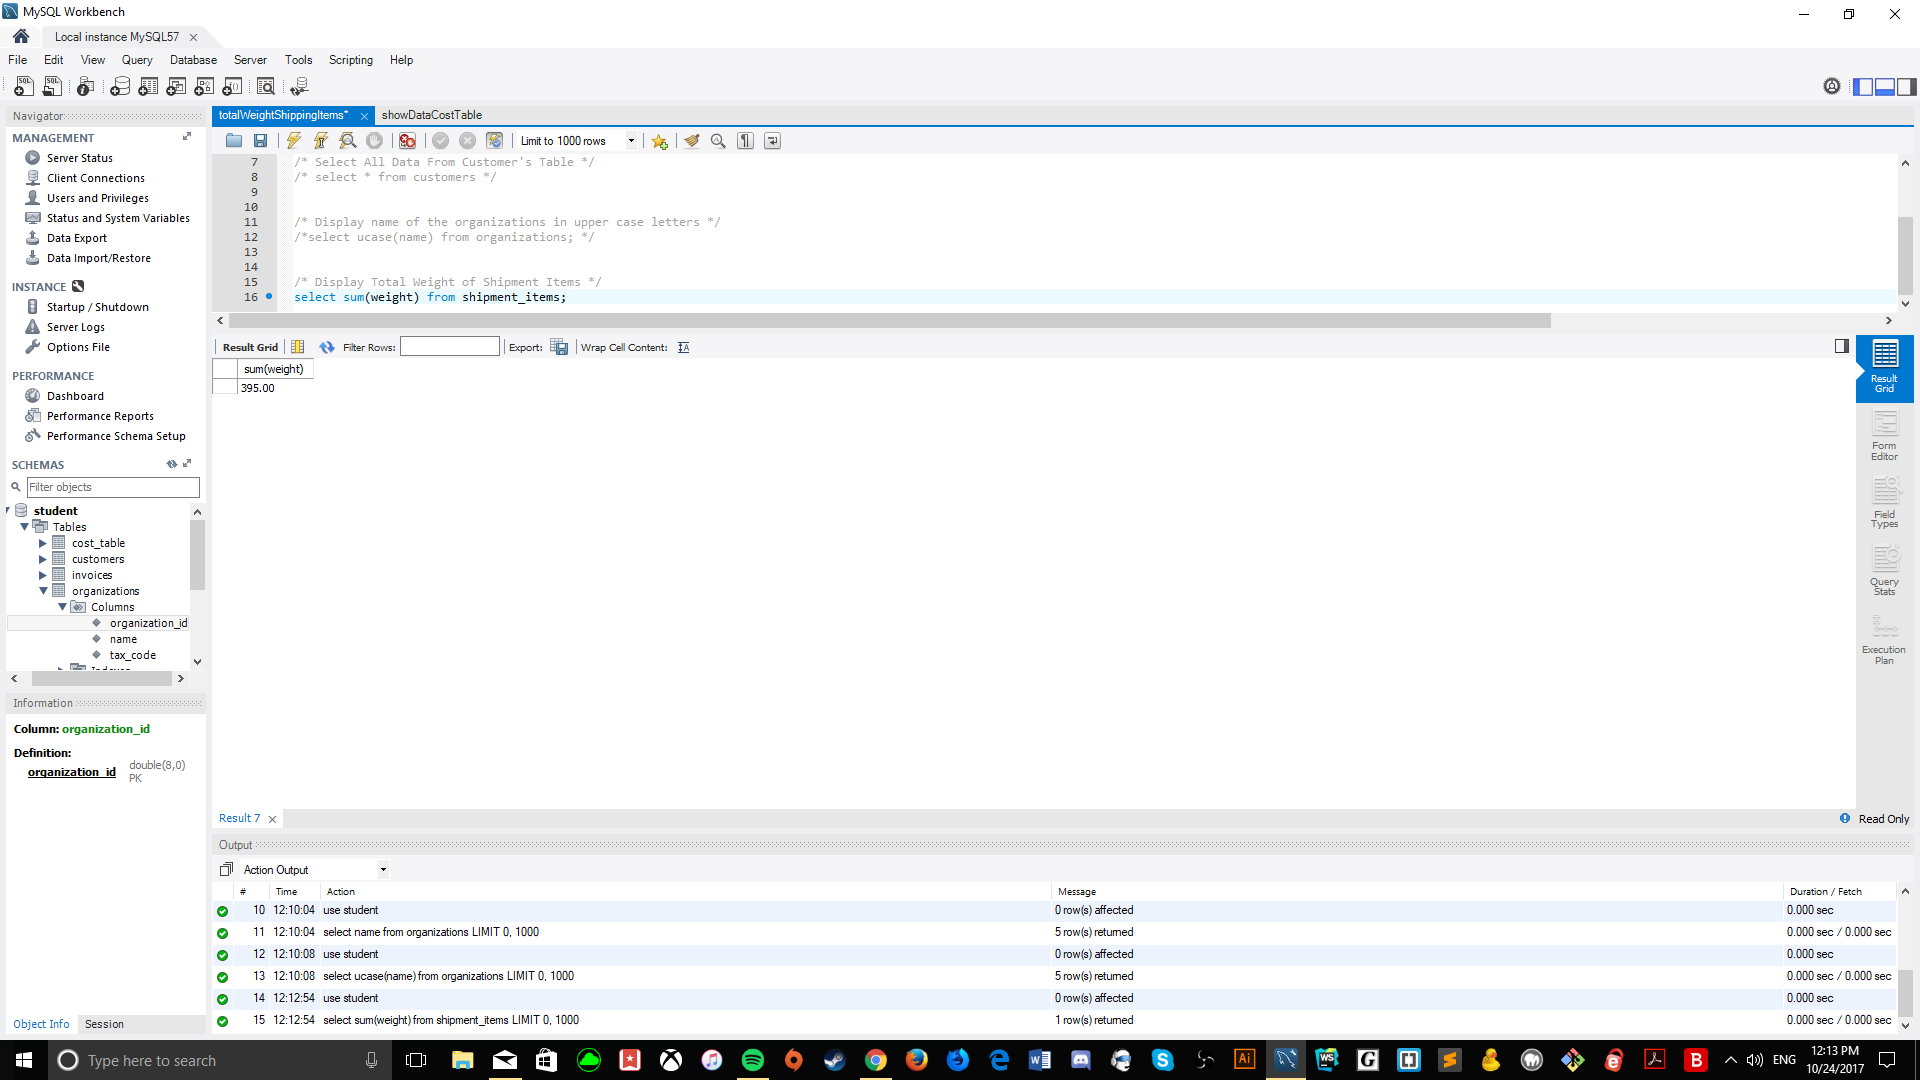 MySQL Workbench
Local instance MySQL57
File Edit View Query Database Server Tools Scripting Help
Navigator
MANAGEMENT
Server Status
Client Connections
Users and Privileges
Status and System Variables
Data Export
Data Import/Restore
INSTANCE
Startup / Shutdown
Server Logs
Options File
PERFORMANCE
Dashboard
Performance Reports
Performance Schema Setup
SCHEMAS
Filter objects
student
Tables
cost_table
customers
invoices
organizations
Columns
organization_id
name
tax_code
Indexes
Information
Column: organization_id
Definition:
organization_id double(8,0)
PK
Object Info Session
totalWeightShippingItems* showDataCostTable
Limit to 1000 rows
7 /* Select All Data From Customer's Table */
8 /* select * from customers */
9
10
11 /* Display name of the organizations in upper case letters */
12 /*select ucase(name) from organizations; */
13
14
15 /* Display Total Weight of Shipment Items */
16 select sum(weight) from shipment_items;
Result Grid Filter Rows: Export: Wrap Cell Content:
sum(weight)
395.00
Result
Grid
Form
Editor
Field
Types
Query
Stats
Execution
Plan
Result 7 Read Only
Output
Action Output
# Time Action Message Duration / Fetch
10 12:10:04 use student 0 row(s) affected 0.000 sec
11 12:10:04 select name from organizations LIMIT 0, 1000 5 row(s) returned 0.000 sec / 0.000 sec
12 12:10:08 use student 0 row(s) affected 0.000 sec
13 12:10:08 select ucase(name) from organizations LIMIT 0, 1000 5 row(s) returned 0.000 sec / 0.000 sec
14 12:12:54 use student 0 row(s) affected 0.000 sec
15 12:12:54 select sum(weight) from shipment_items LIMIT 0, 1000 1 row(s) returned 0.000 sec / 0.000 sec
Type here to search
ENG
12:13 PM
10/24/2017